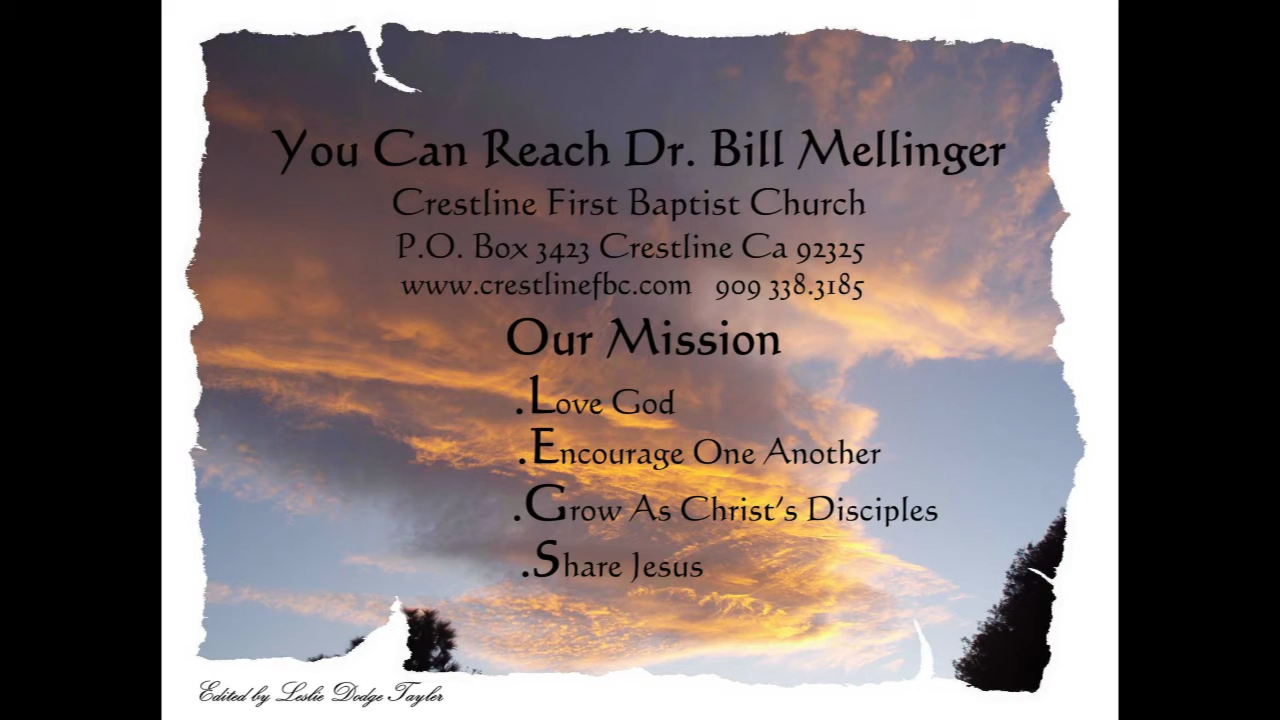 You Can Reach Dr. Bill Mellinger
Crestline First Baptist Church
P.O. Box 3423 Crestline Ca 92325
www.crestlinefbc.com 909 338.3185
Our Mission
.Love God
.Encourage One Another
.Grow As Christ's Disciples
.Share Jesus
Edited by Leslie Dodge Tayler